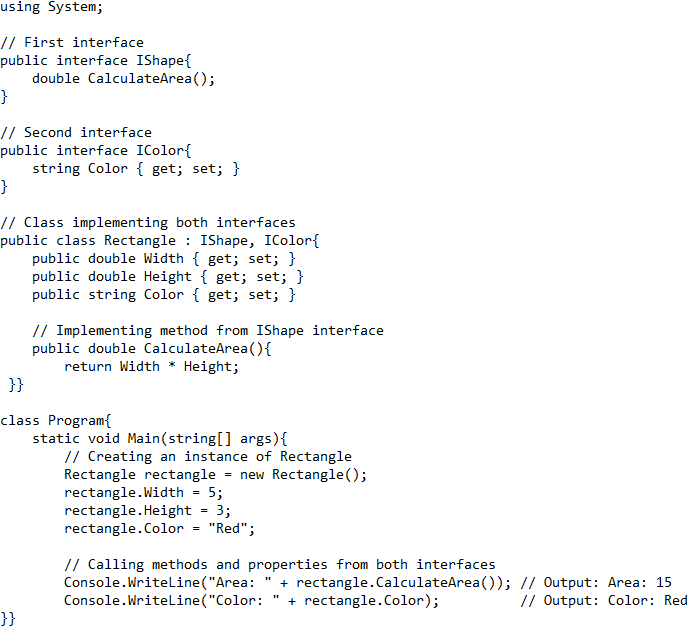 using System;

// First interface
public interface IShape{
    double CalculateArea();
}

// Second interface
public interface IColor{
    string Color { get; set; }
}

// Class implementing both interfaces
public class Rectangle : IShape, IColor{
    public double Width { get; set; }
    public double Height { get; set; }
    public string Color { get; set; }

    // Implementing method from IShape interface
    public double CalculateArea(){
        return Width * Height;
 }}

class Program{
    static void Main(string[] args){
        // Creating an instance of Rectangle
        Rectangle rectangle = new Rectangle();
        rectangle.Width = 5;
        rectangle.Height = 3;
        rectangle.Color = "Red";

        // Calling methods and properties from both interfaces
        Console.WriteLine("Area: " + rectangle.CalculateArea()); // Output: Area: 15
        Console.WriteLine("Color: " + rectangle.Color);          // Output: Color: Red
}}